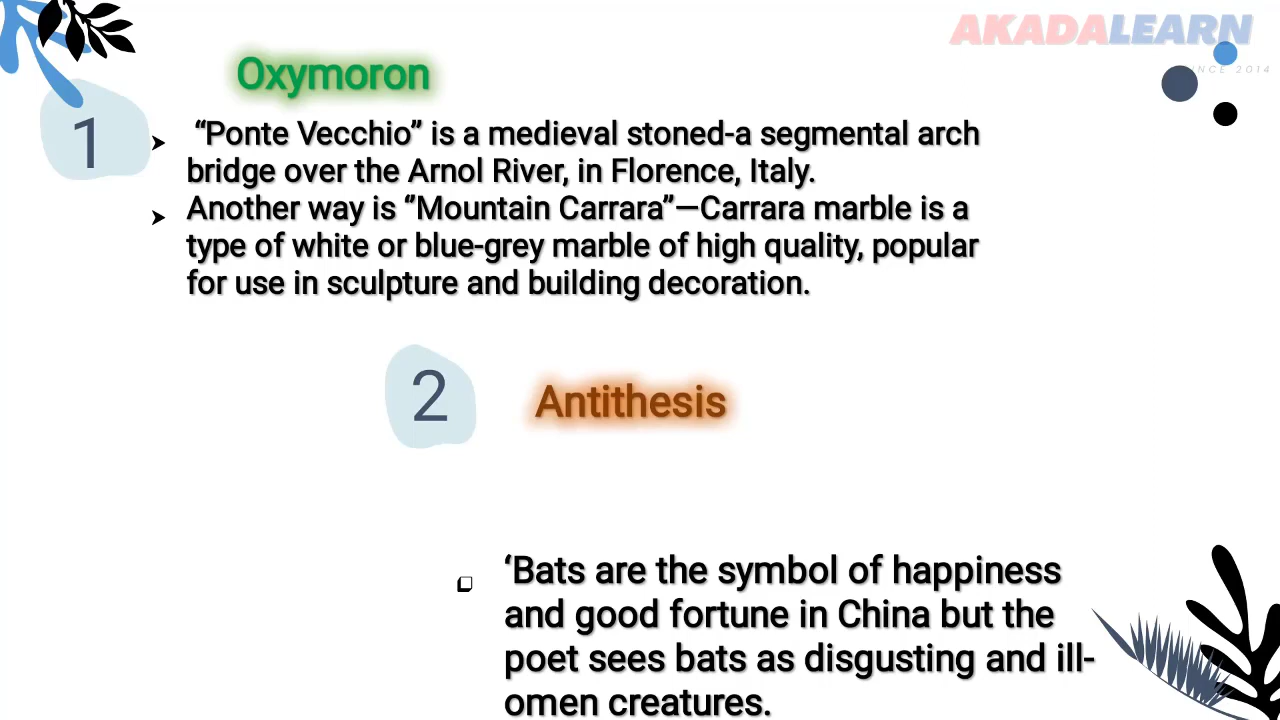 AKADALEARN
SINCE 2014
Oxymoron
1
“Ponte Vecchio” is a medieval stoned-a segmental arch
bridge over the Arnol River, in Florence, Italy.
Another way is “Mountain Carrara”—Carrara marble is a
type of white or blue-grey marble of high quality, popular
for use in sculpture and building decoration.
2
Antithesis
‘Bats are the symbol of happiness
and good fortune in China but the
poet sees bats as disgusting and ill-
omen creatures.